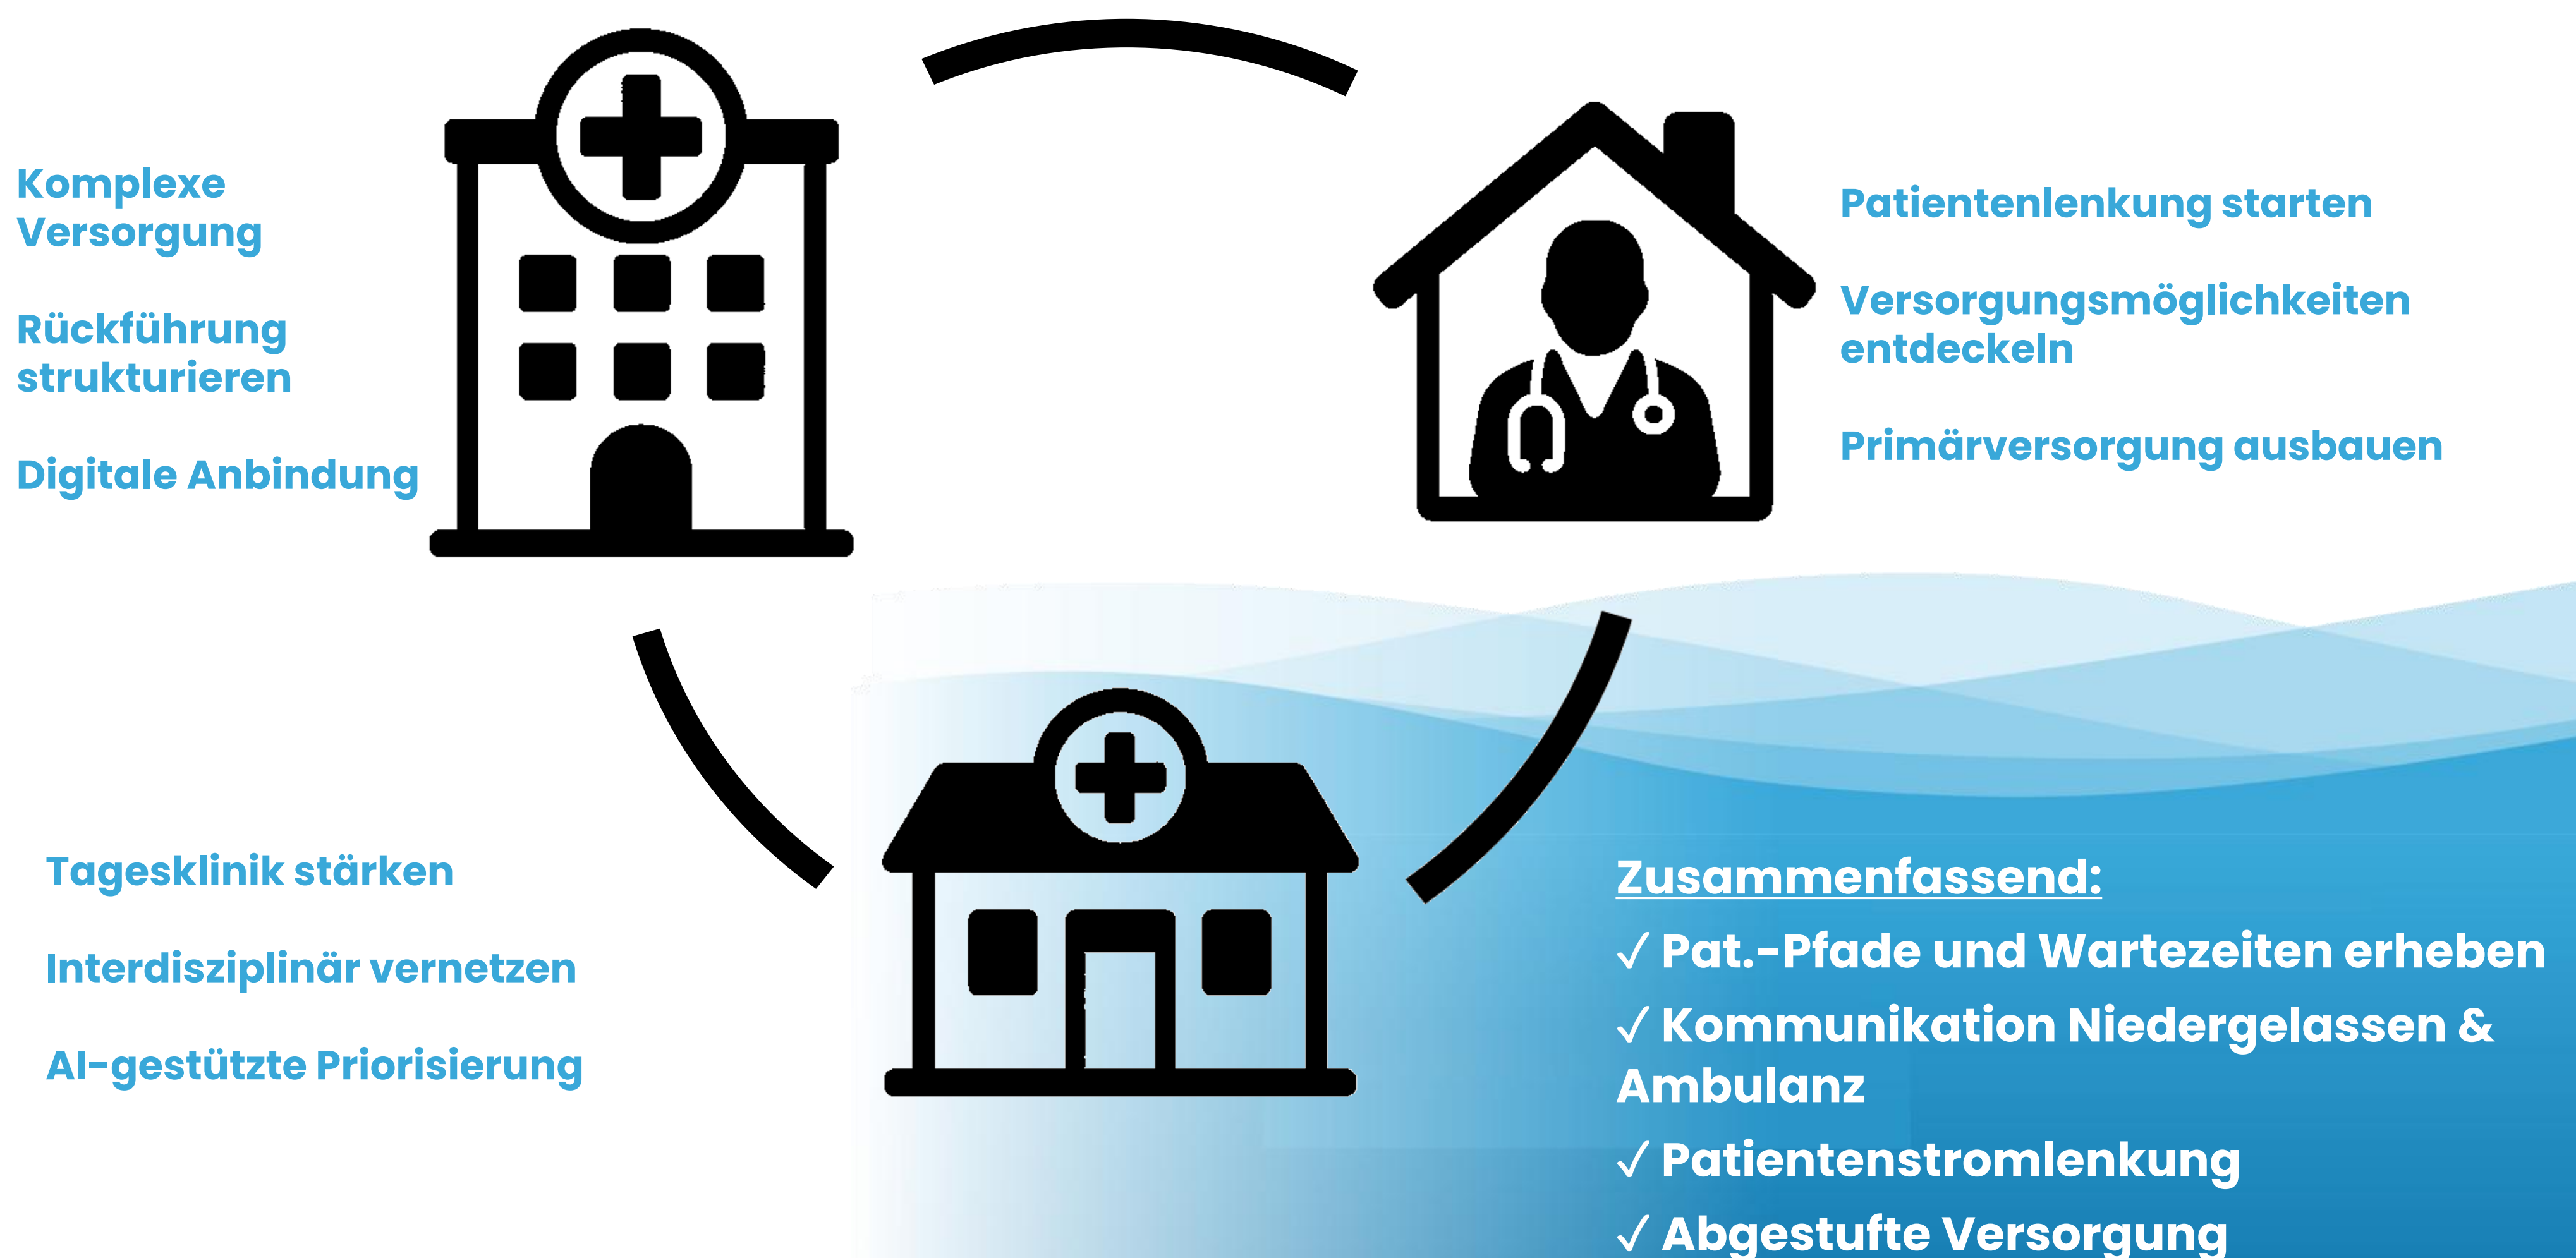 Komplexe
Versorgung
Rückführung
strukturieren
Digitale Anbindung
Patientenlenkung starten
Versorgungsmöglichkeiten
entdeckeln
Primärversorgung ausbauen
Tagesklinik stärken
Interdisziplinär vernetzen
AI-gestützte Priorisierung
Zusammenfassend:
✓ Pat.-Pfade und Wartezeiten erheben
✓ Kommunikation Niedergelassen &
Ambulanz
✓ Patientenstromlenkung
✓ Abgestufte Versorgung